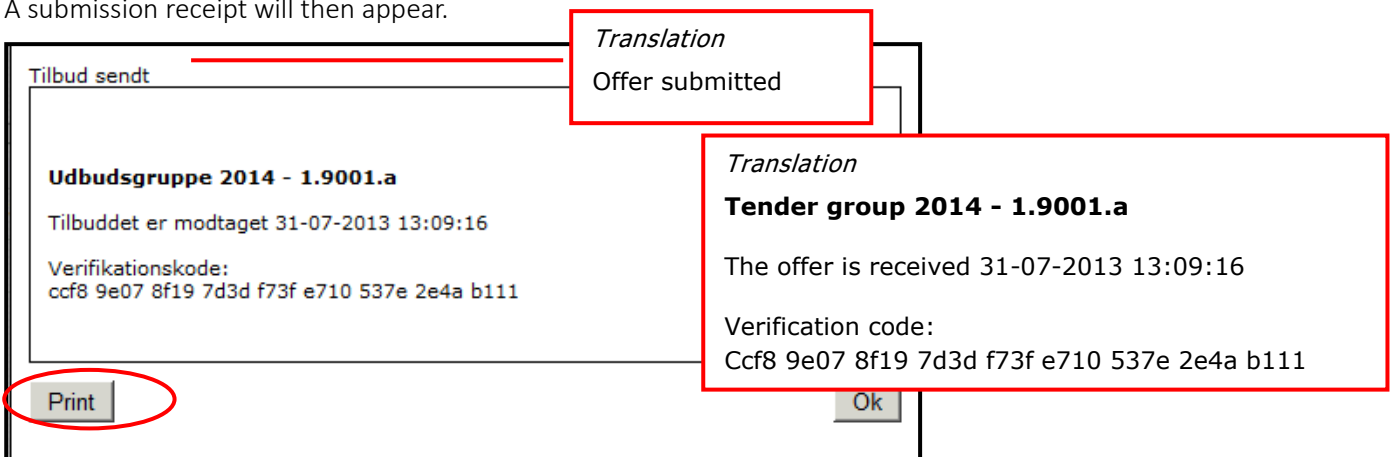 A submission receipt will then appear.
Translation
Offer submitted
Tilbud sendt
Udbudsgruppe 2014 - 1.9001.a
Tilbuddet er modtaget 31-07-2013 13:09:16
Verifikationskode:
ccf8 9e07 8f19 7d3d f73f e710 537e 2e4a b111
Translation
Tender group 2014 - 1.9001.a
The offer is received 31-07-2013 13:09:16
Verification code:
Ccf8 9e07 8f19 7d3d f73f e710 537e 2e4a b111
Print
Ok